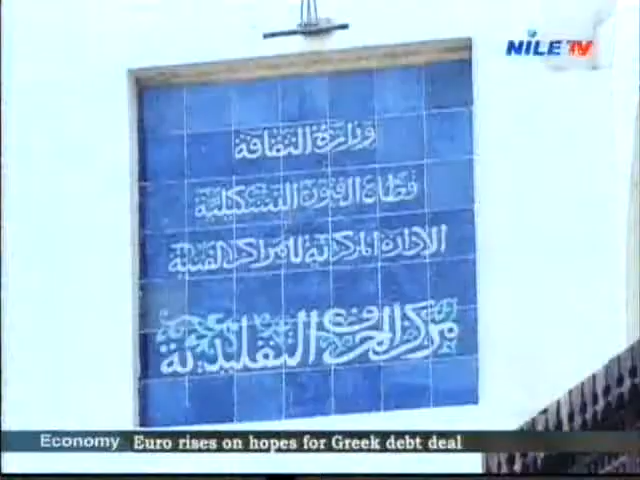 NILE TV
وزارة الثقافة
قطاع الفنون التشكيلية
الإدارة المركزية للمراكز الفنية
مركز الحرف التقليدية
Economy Euro rises on hopes for Greek debt deal